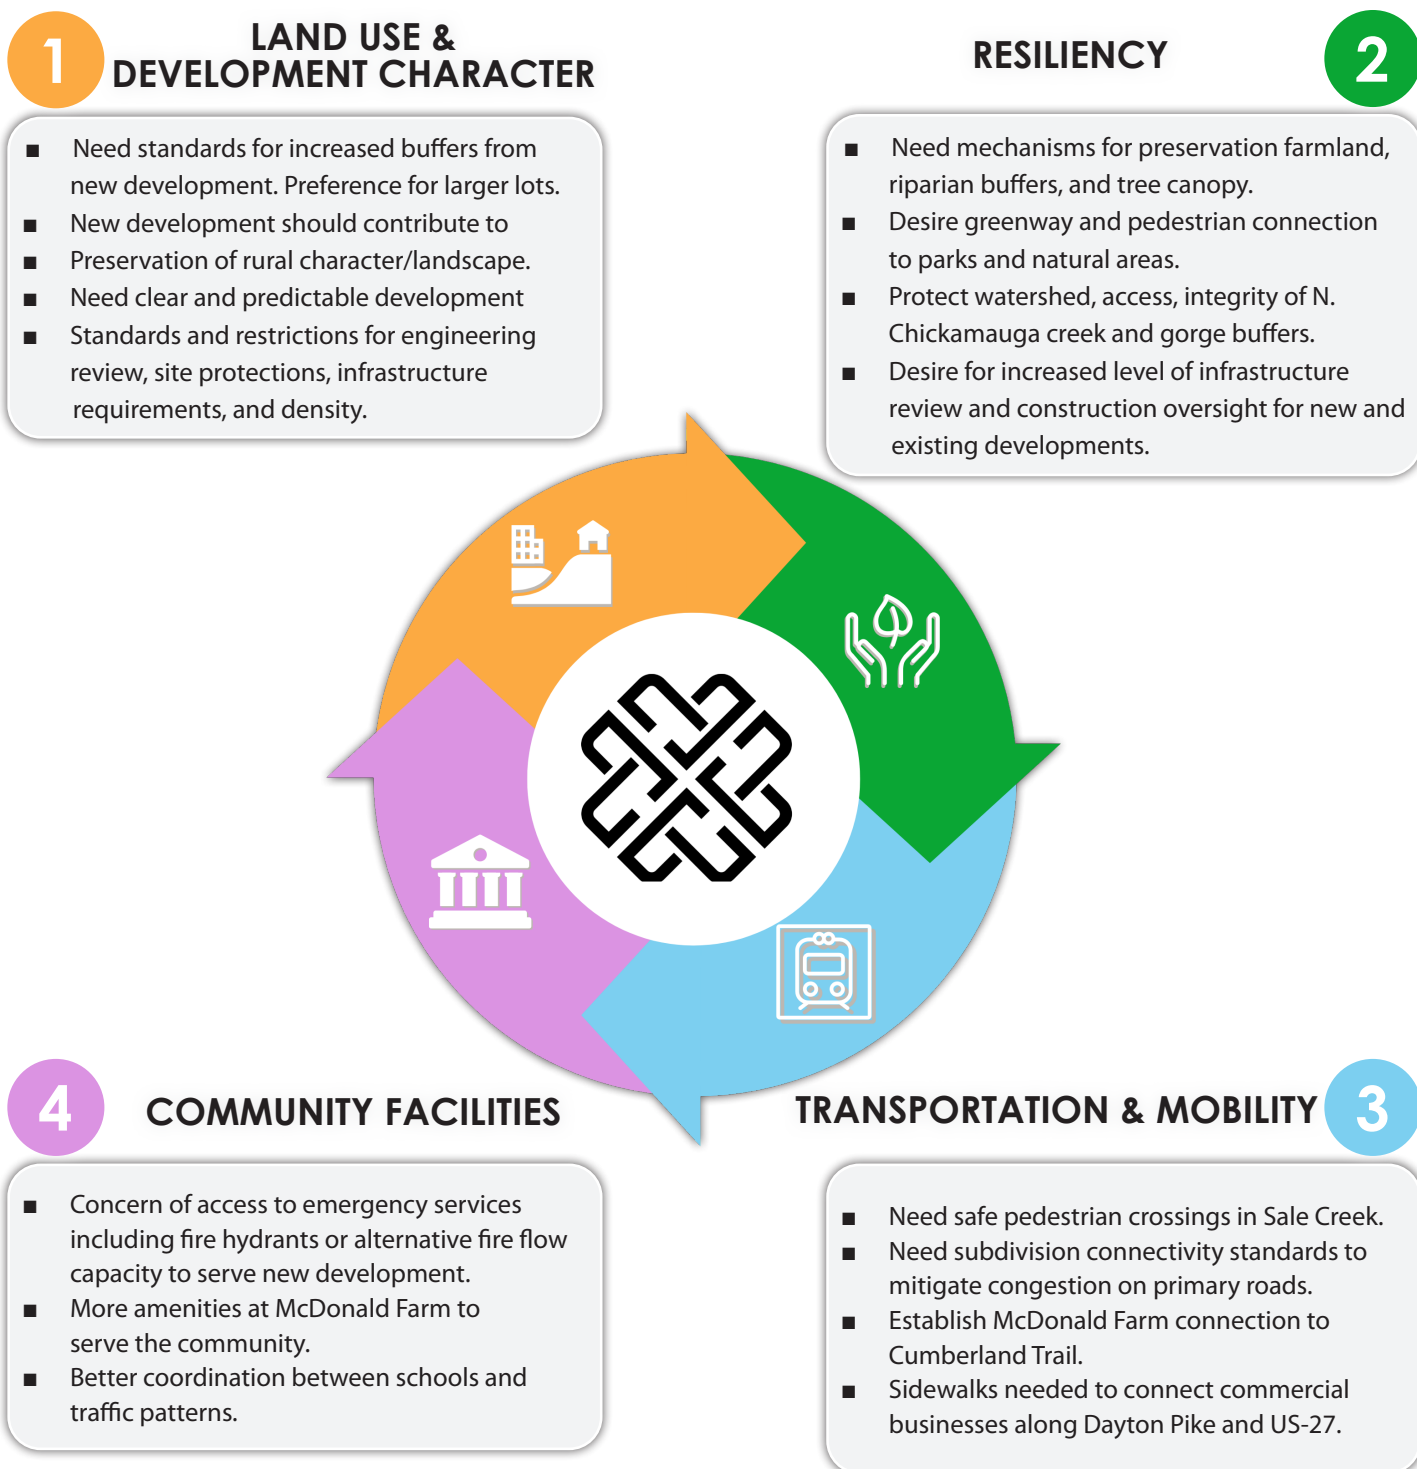 1
LAND USE &
DEVELOPMENT CHARACTER
■ Need standards for increased buffers from
new development. Preference for larger lots.
■ New development should contribute to
■ Preservation of rural character/landscape.
■ Need clear and predictable development
■ Standards and restrictions for engineering
review, site protections, infrastructure
requirements, and density.
RESILIENCY
2
■ Need mechanisms for preservation farmland,
riparian buffers, and tree canopy.
■ Desire greenway and pedestrian connection
to parks and natural areas.
■ Protect watershed, access, integrity of N.
Chickamauga creek and gorge buffers.
■ Desire for increased level of infrastructure
review and construction oversight for new and
existing developments.
4
COMMUNITY FACILITIES
■ Concern of access to emergency services
including fire hydrants or alternative fire flow
capacity to serve new development.
■ More amenities at McDonald Farm to
serve the community.
■ Better coordination between schools and
traffic patterns.
TRANSPORTATION & MOBILITY
3
■ Need safe pedestrian crossings in Sale Creek.
■ Need subdivision connectivity standards to
mitigate congestion on primary roads.
■ Establish McDonald Farm connection to
Cumberland Trail.
■ Sidewalks needed to connect commercial
businesses along Dayton Pike and US-27.